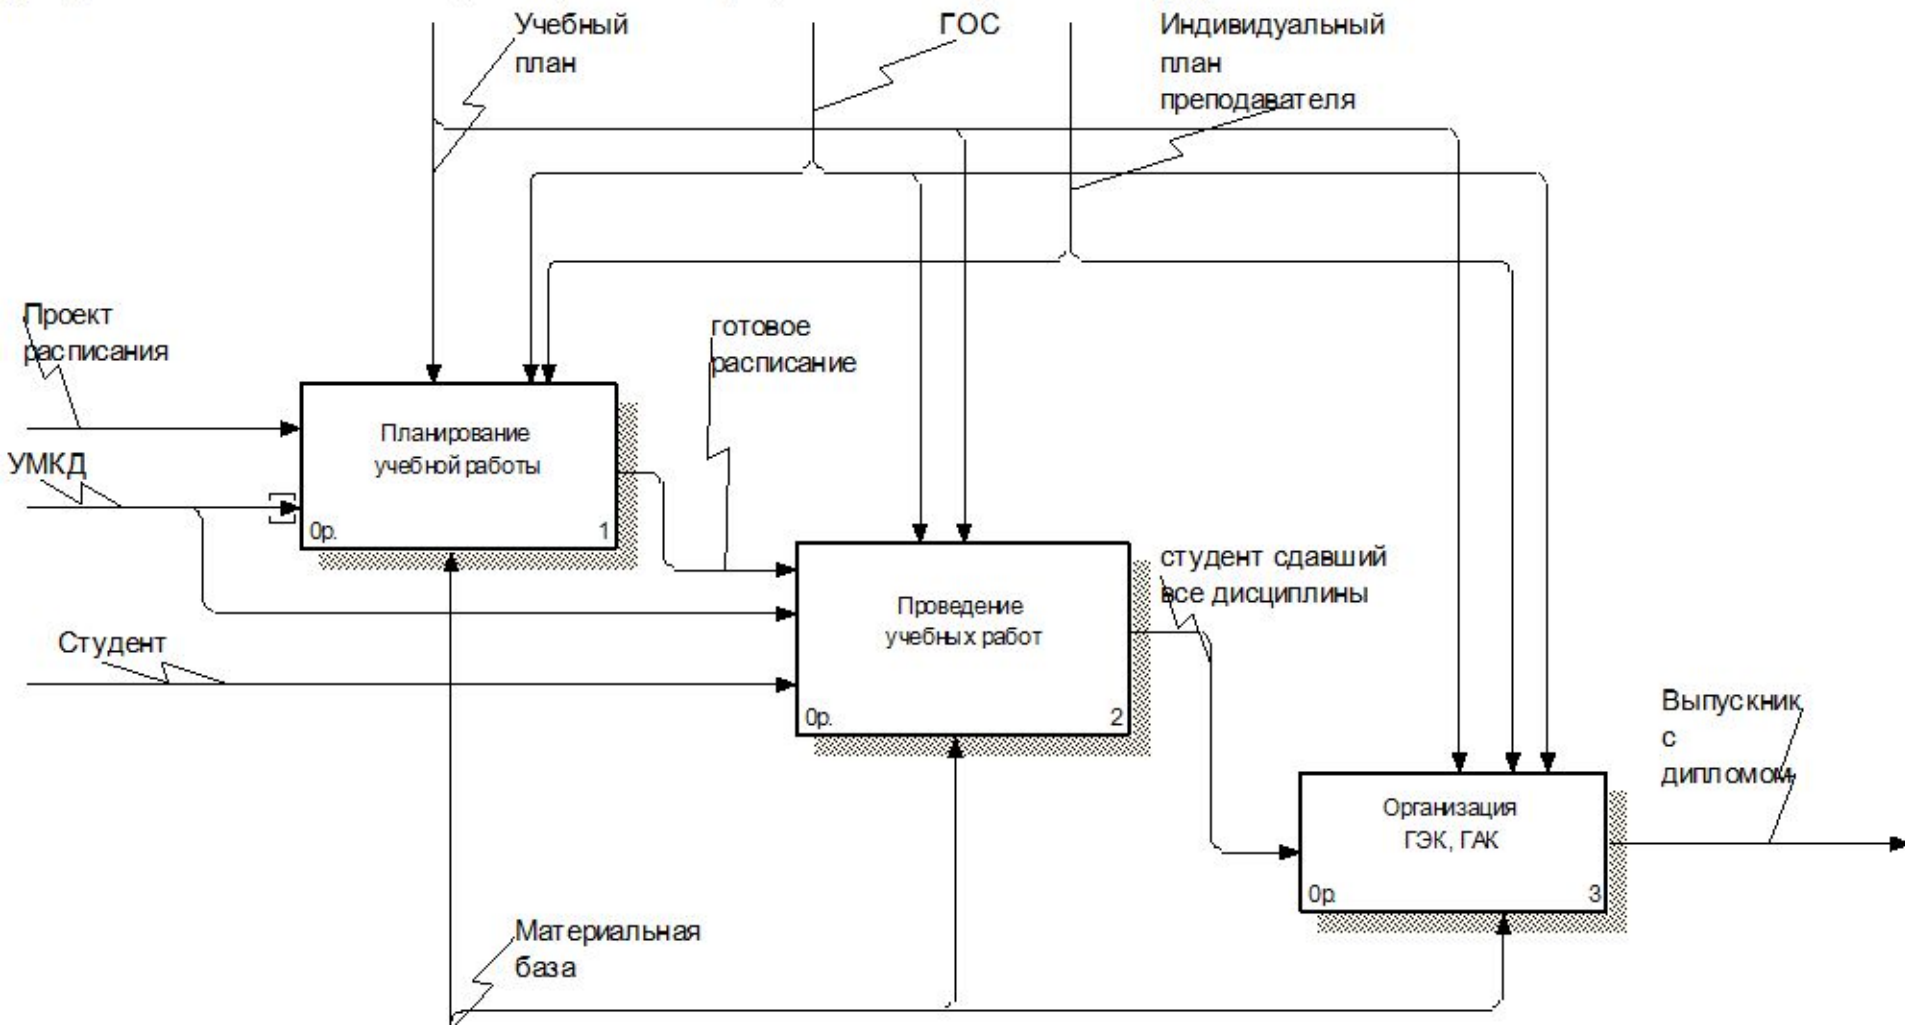 Учебный
план
ГОС
Индивидуальный
план
преподавателя
Проект
расписания
готовое
расписание
Планирование
учебной работы
0р.
1
УМКД
студент сдавший
все дисциплины
Проведение
учебных работ
0р.
2
Студент
Выпускник
с
дипломом
Организация
ГЭК, ГАК
0р.
3
Материальная
база